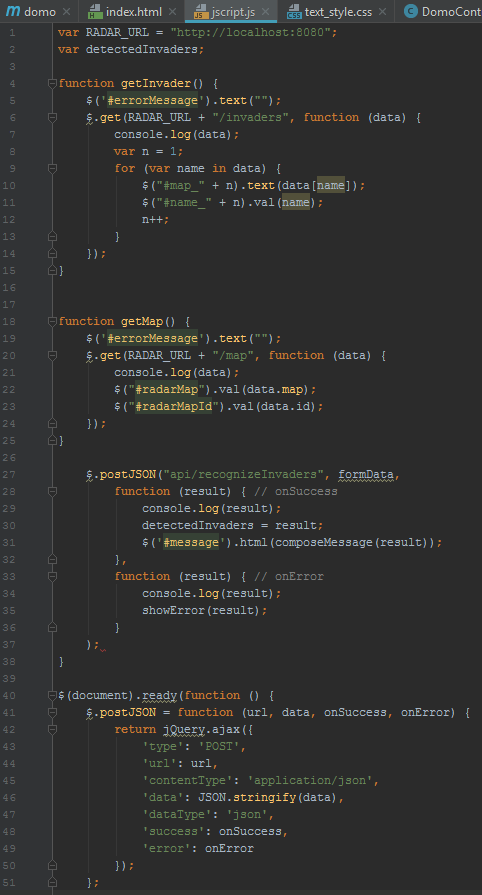 domo index.html jscript.js text_style.css DomoCont
1 var RADAR_URL = "http://localhost:8080";
2 var detectedInvaders;
3
4 function getInvader() {
5     $('#errorMessage').text("");
6     $.get(RADAR_URL + "/invaders", function (data) {
7         console.log(data);
8         var n = 1;
9         for (var name in data) {
10             $("#map_" + n).text(data[name]);
11             $("#name_" + n).val(name);
12             n++;
13         }
14     });
15 }
16
17
18 function getMap() {
19     $('#errorMessage').text("");
20     $.get(RADAR_URL + "/map", function (data) {
21         console.log(data);
22         $("#radarMap").val(data.map);
23         $("#radarMapId").val(data.id);
24     });
25 }
26
27     $.postJSON("api/recognizeInvaders", formData,
28         function (result) { // onSuccess
29             console.log(result);
30             detectedInvaders = result;
31             $('#message').html(composeMessage(result));
32         },
33         function (result) { // onError
34             console.log(result);
35             showError(result);
36         }
37     );
38 }
39
40 $(document).ready(function () {
41     $.postJSON = function (url, data, onSuccess, onError) {
42         return jQuery.ajax({
43             'type': 'POST',
44             'url': url,
45             'contentType': 'application/json',
46             'data': JSON.stringify(data),
47             'dataType': 'json',
48             'success': onSuccess,
49             'error': onError
50         });
51     };